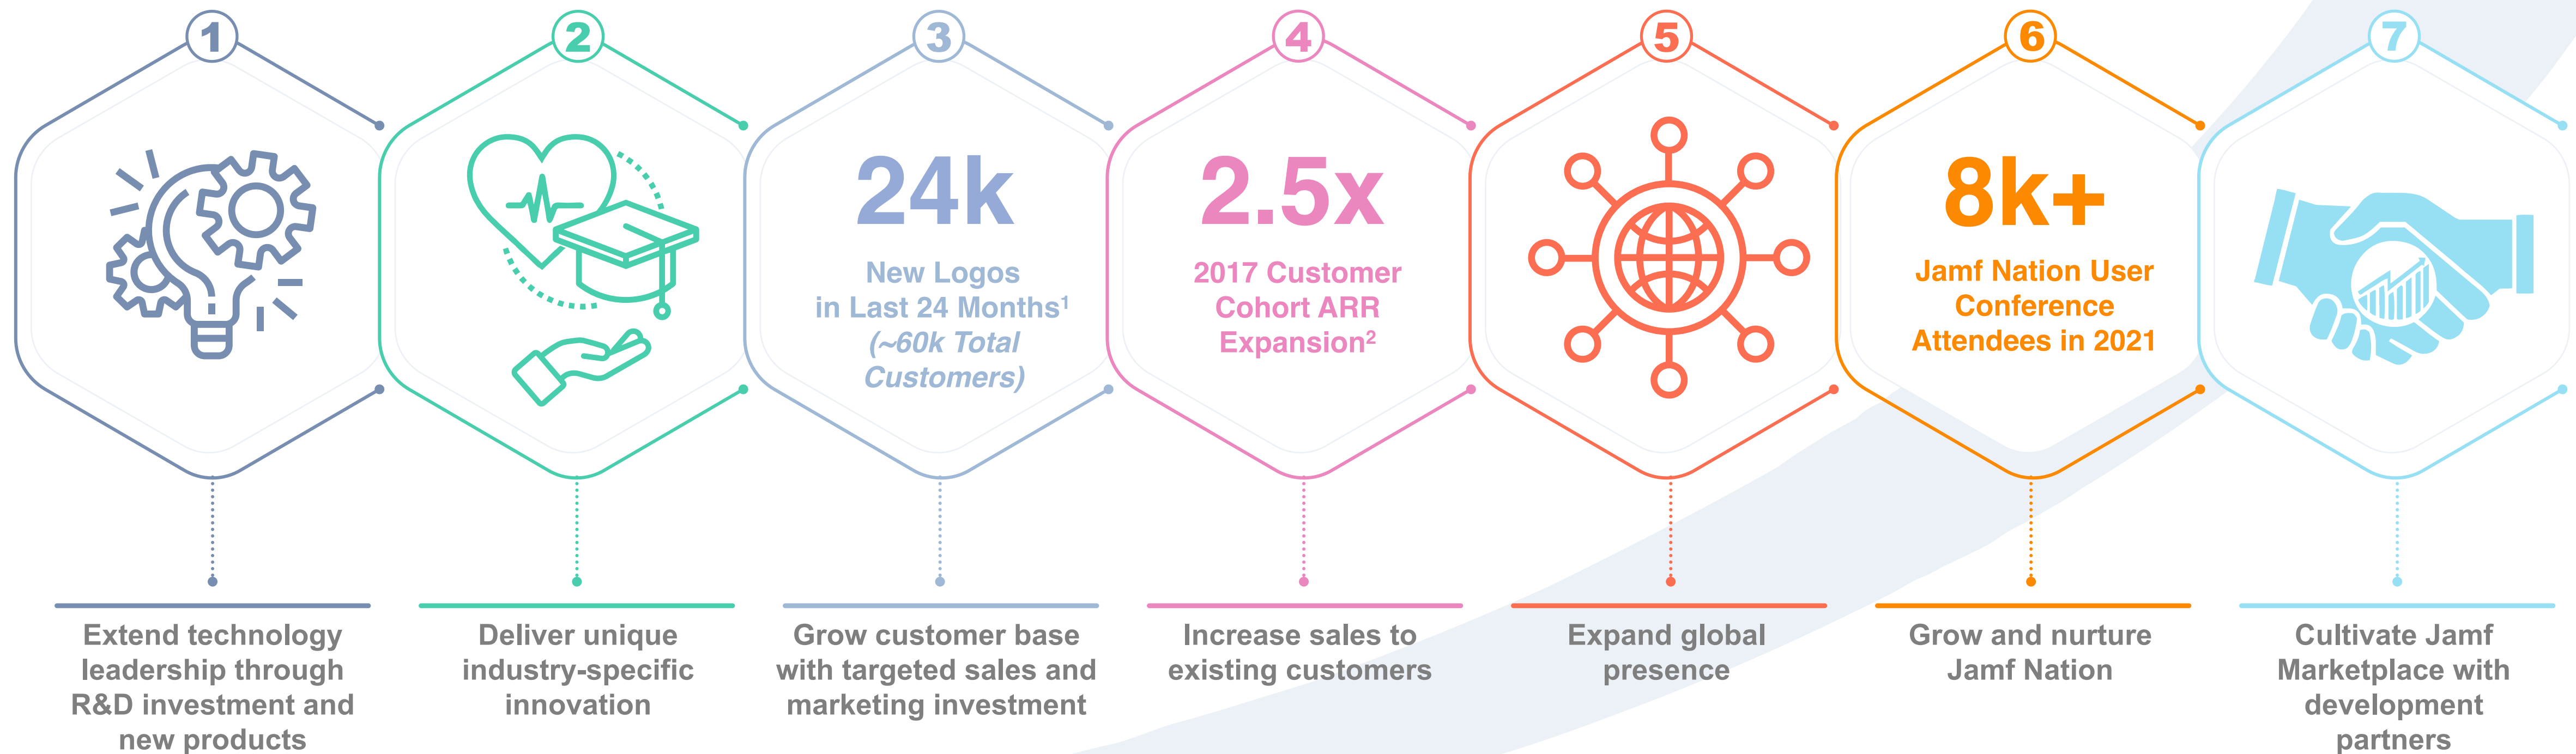 1
2
3
4
5
6
7
24k
New Logos
in Last 24 Months¹
(~60k Total
Customers)
2.5x
2017 Customer
Cohort ARR
Expansion²
8k+
Jamf Nation User
Conference
Attendees in 2021
Extend technology
leadership through
R&D investment and
new products
Deliver unique
industry-specific
innovation
Grow customer base
with targeted sales and
marketing investment
Increase sales to
existing customers
Expand global
presence
Grow and nurture
Jamf Nation
Cultivate Jamf
Marketplace with
development
partners